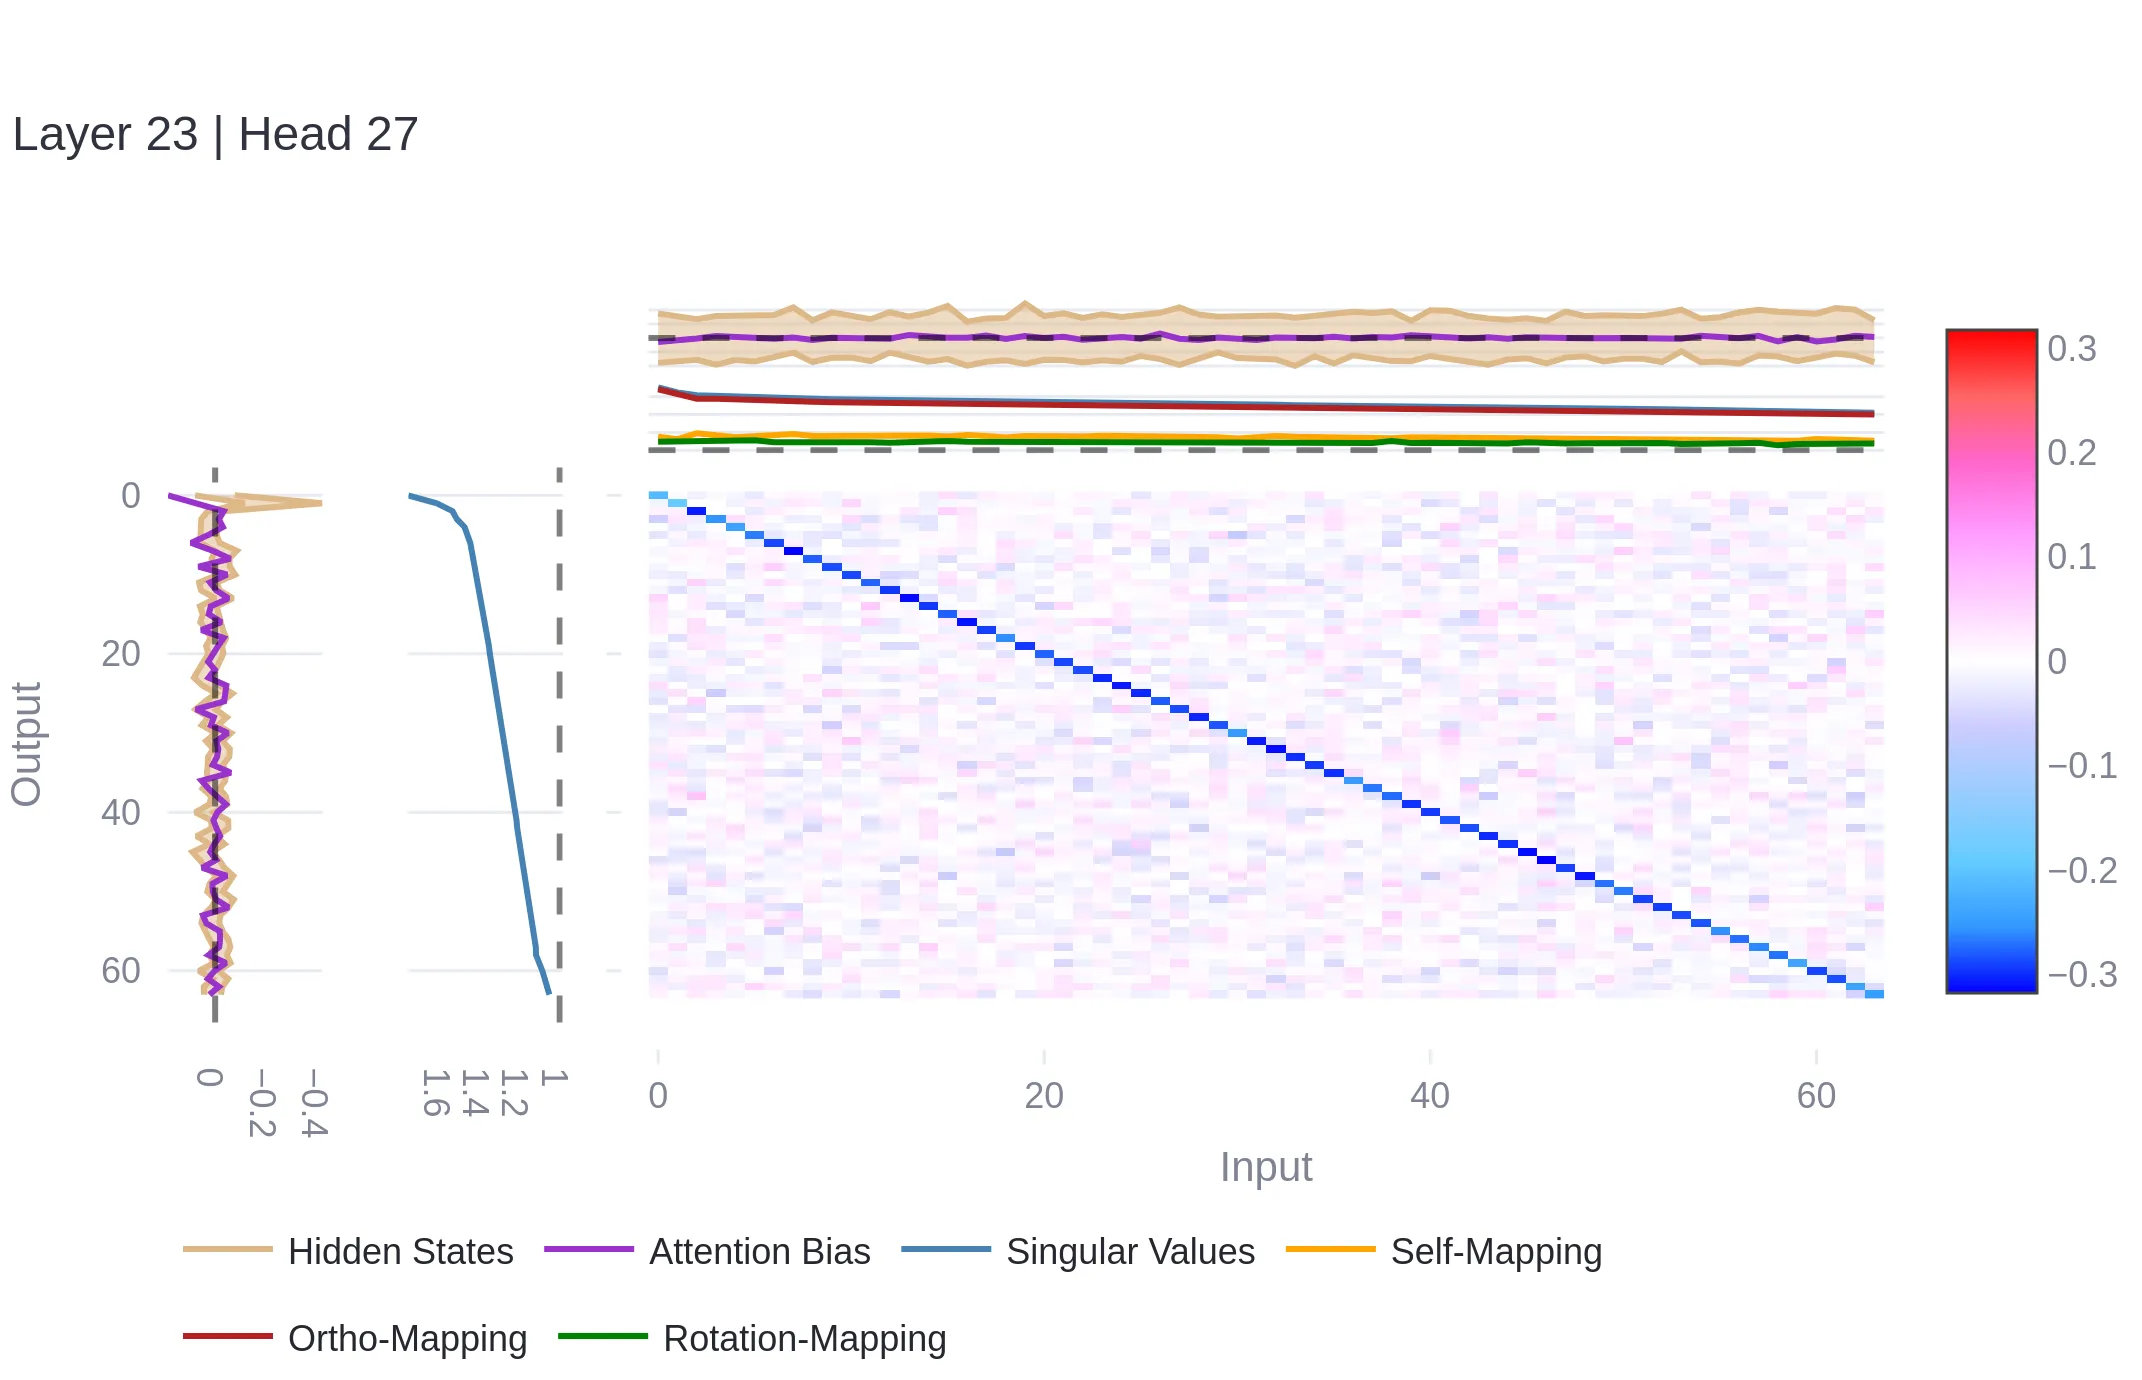 Layer 23 | Head 27
0.3
0.2
0.1
0
−0.1
−0.2
−0.3
0
20
40
60
Output
0
−0.2
−0.4
1.6
1.4
1.2
1
0
20
40
60
Input
Hidden States
Attention Bias
Singular Values
Self-Mapping
Ortho-Mapping
Rotation-Mapping